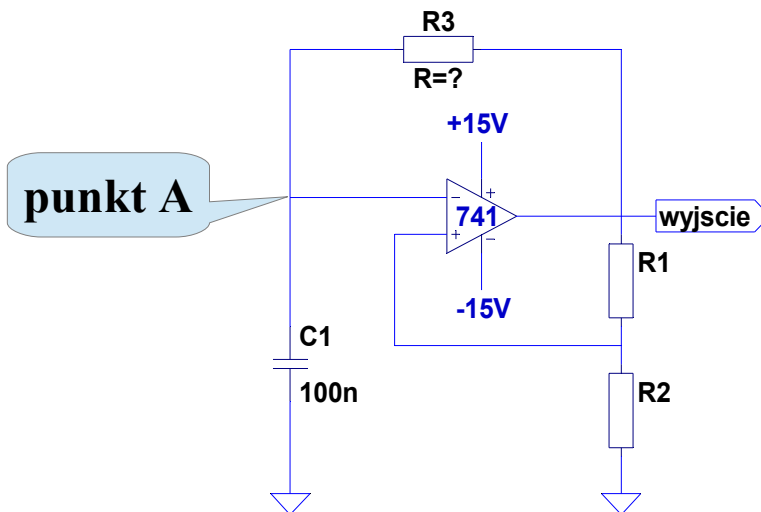 R3
R=?
+15V
punkt A
741
wyjscie
R1
-15V
C1
100n
R2